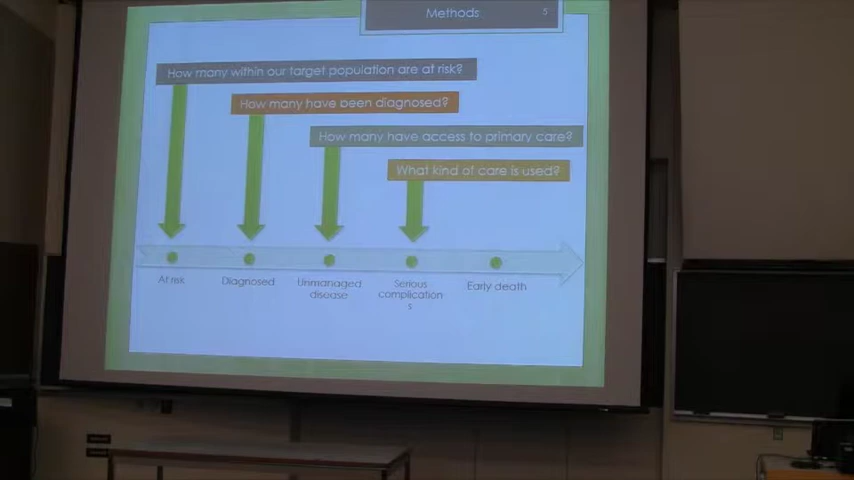 Methods 5
How many within our target population are at risk?
How many have been diagnosed?
How many have access to primary care?
What kind of care is used?
At risk
Diagnosed
Unmanaged
disease
Serious
complication
s
Early death